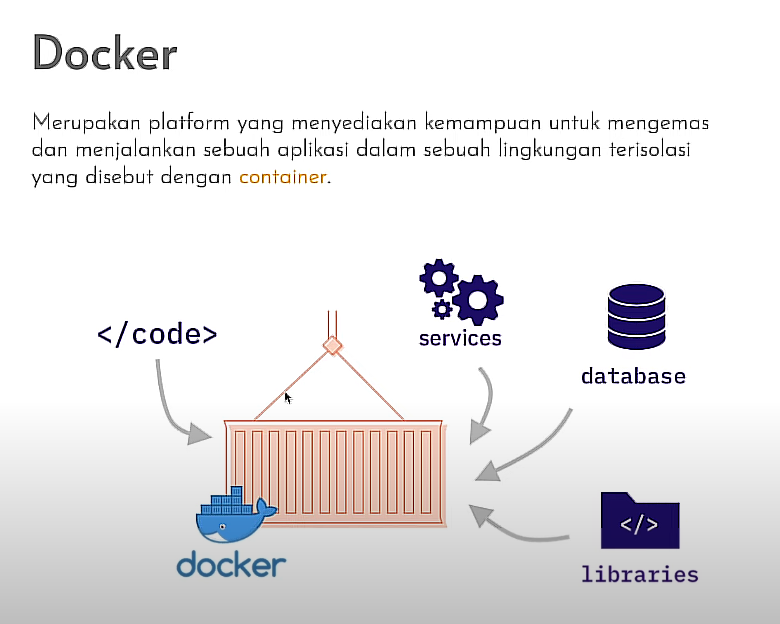 Docker
Merupakan platform yang menyediakan kemampuan untuk mengemas
dan menjalankan sebuah aplikasi dalam sebuah lingkungan terisolasi
yang disebut dengan container.
</code>
services
database
docker
</>
libraries